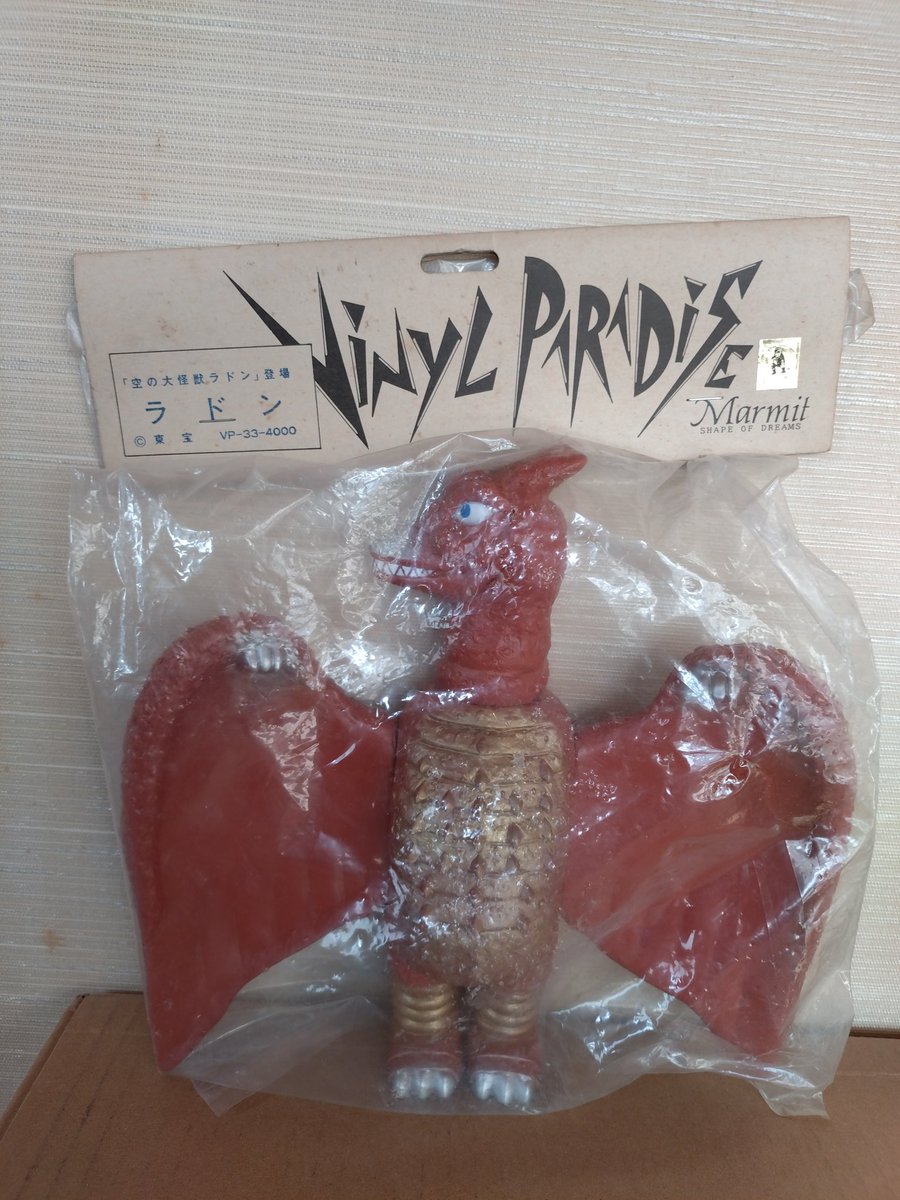 VINYL PARADISE
「空の大怪獣ラドン」登場
ラドン
© 東宝 VP-33-4000
Marmit
SHAPE OF DREAMS